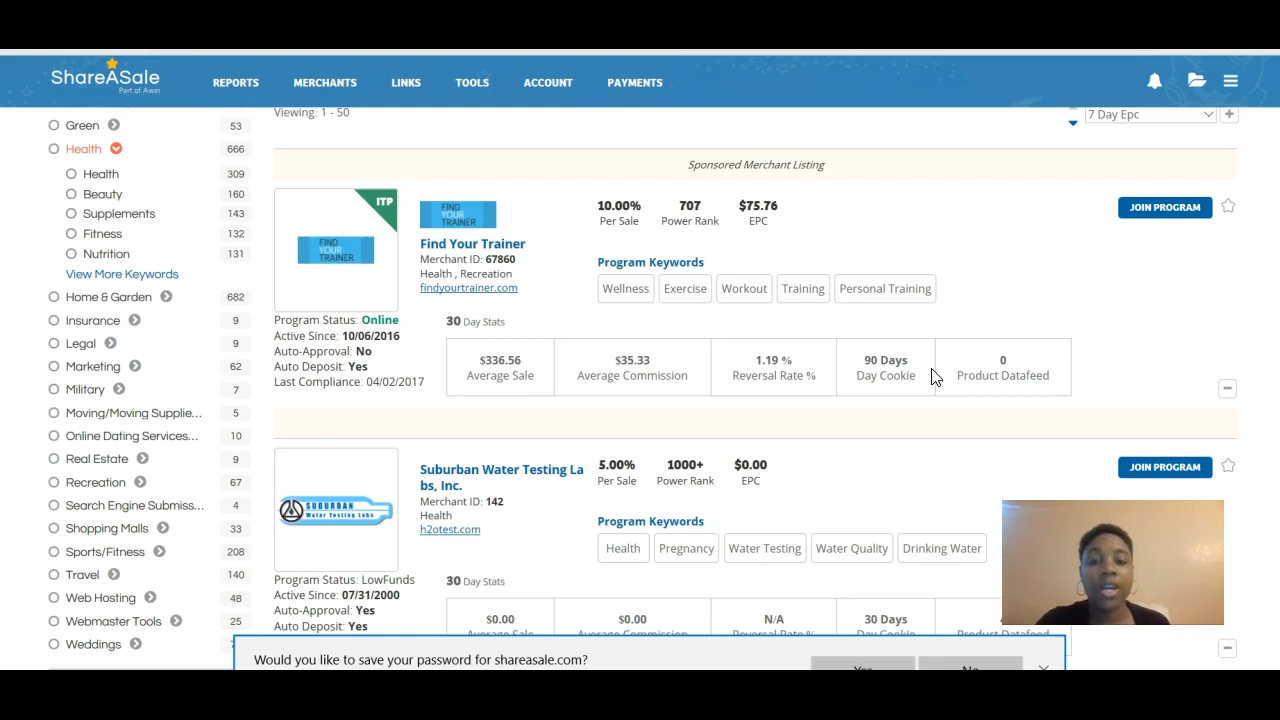 ShareASale
Part of Awin
REPORTS
MERCHANTS
LINKS
TOOLS
ACCOUNT
PAYMENTS
Green 53
Health 666
Health 309
Beauty 160
Supplements 143
Fitness 132
Nutrition 131
View More Keywords
Home & Garden 682
Insurance 9
Legal 9
Marketing 62
Military 7
Moving/Moving Supplie... 5
Online Dating Services... 10
Real Estate 9
Recreation 67
Search Engine Submiss... 4
Shopping Malls 33
Sports/Fitness 208
Travel 140
Web Hosting 48
Webmaster Tools 25
Weddings
Viewing: 1 - 50
7 Day Epc
Sponsored Merchant Listing
ITP
FIND
YOUR
TRAINER
Program Status: Online
Active Since: 10/06/2016
Auto-Approval: No
Auto Deposit: Yes
Last Compliance: 04/02/2017
FIND
YOUR
TRAINER
Find Your Trainer
Merchant ID: 67860
Health , Recreation
findyourtrainer.com
10.00% 707 $75.76
Per Sale Power Rank EPC
JOIN PROGRAM
Program Keywords
Wellness Exercise Workout Training Personal Training
30 Day Stats
$336.56 $35.33 1.19 % 90 Days 0
Average Sale Average Commission Reversal Rate % Day Cookie Product Datafeed
SUBURBAN
Water Testing Labs
Program Status: LowFunds
Active Since: 07/31/2000
Auto-Approval: Yes
Auto Deposit: Yes
Suburban Water Testing La
bs, Inc.
Merchant ID: 142
Health
h2otest.com
5.00% 1000+ $0.00
Per Sale Power Rank EPC
JOIN PROGRAM
Program Keywords
Health Pregnancy Water Testing Water Quality Drinking Water
30 Day Stats
$0.00 $0.00 N/A 30 Days
Average Sale Average Commission Reversal Rate % Day Cookie Product Datafeed
Would you like to save your password for shareasale.com?
Yes No